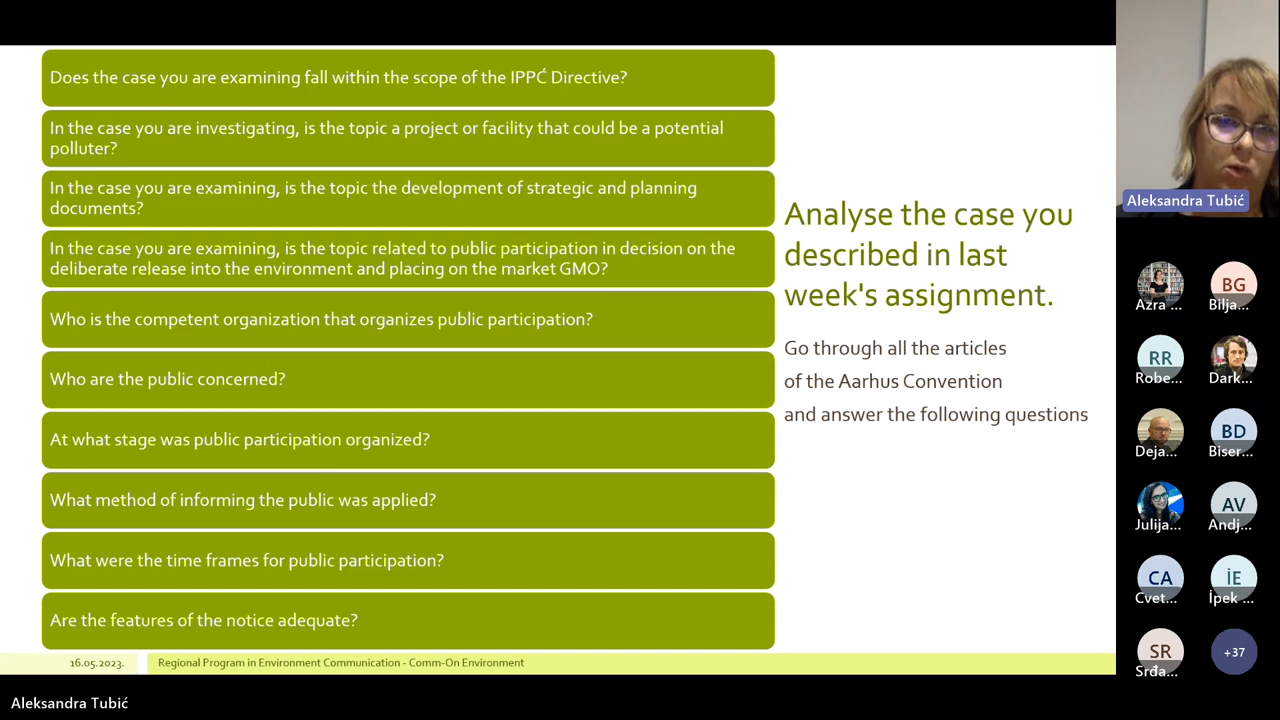 Does the case you are examining fall within the scope of the IPPĆ Directive?
In the case you are investigating, is the topic a project or facility that could be a potential
polluter?
In the case you are examining, is the topic the development of strategic and planning
documents?
In the case you are examining, is the topic related to public participation in decision on the
deliberate release into the environment and placing on the market GMO?
Who is the competent organization that organizes public participation?
Who are the public concerned?
At what stage was public participation organized?
What method of informing the public was applied?
What were the time frames for public participation?
Are the features of the notice adequate?
Analyse the case you
described in last
week's assignment.
Go through all the articles
of the Aarhus Convention
and answer the following questions
16.05.2023.
Regional Program in Environment Communication - Comm-On Environment
Aleksandra Tubić
Aleksandra Tubić
Azra ...
BG
Bilja...
RR
Robe...
Dark...
Deja...
BD
Biser...
Julija...
AV
Andj...
CA
Cvet...
İE
İpek ...
SR
Srđa...
+37